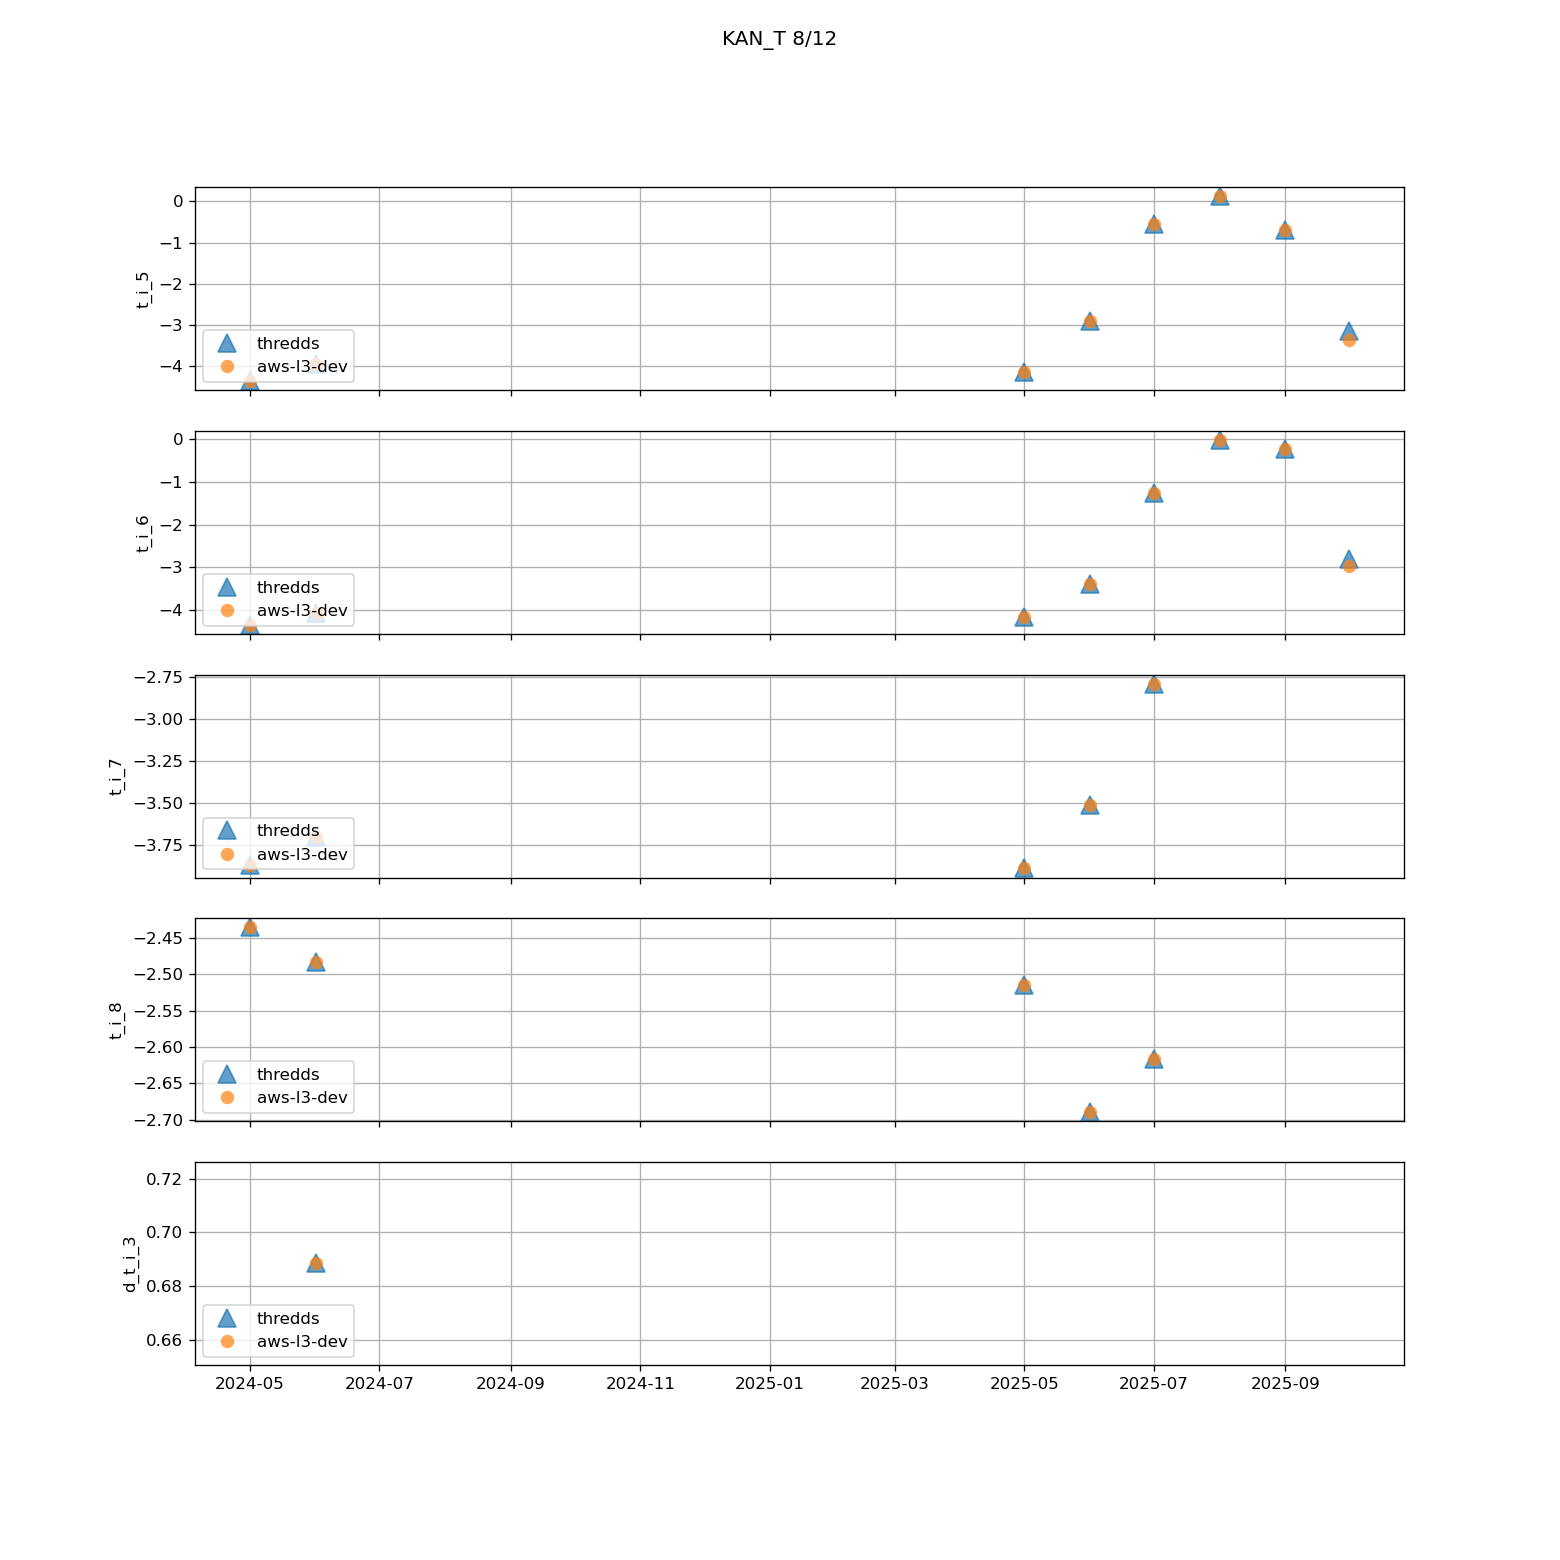 KAN_T 8/12
0
−1
−2
−3
−4
t_i_5
thredds
aws-l3-dev
0
−1
−2
−3
−4
t_i_6
thredds
aws-l3-dev
−2.75
−3.00
−3.25
−3.50
−3.75
t_i_7
thredds
aws-l3-dev
−2.45
−2.50
−2.55
−2.60
−2.65
−2.70
t_i_8
thredds
aws-l3-dev
0.72
0.70
0.68
0.66
d_t_i_3
thredds
aws-l3-dev
2024-05 2024-07 2024-09 2024-11 2025-01 2025-03 2025-05 2025-07 2025-09